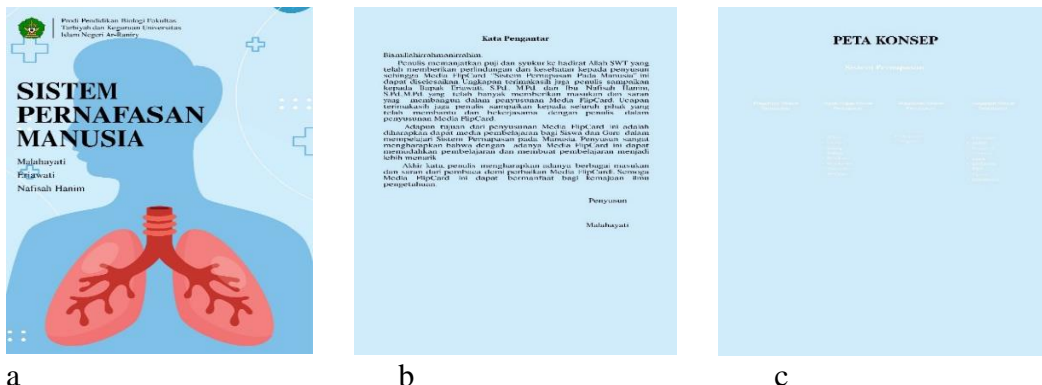 Prodi Pendidikan Biologi Fakultas
Tarbiyah dan Keguruan Universitas
Islam Negeri Ar-Raniry
SISTEM
PERNAFASAN
MANUSIA
Malahayati
Eriawati
Nafisah Hanim
a
Kata Pengantar
Bismillahirrahmanirrahim
Penulis memanjatkan puji dan syukur ke hadirat Allah SWT yang
telah memberikan perlindungan dan kesehatan kepada penyusun
sehingga Media FlipCard "Sistem Pernapasan Pada Manusia" ini
dapat diselesaikan. Ungkapan terimakasih juga penulis sampaikan
kepada Bapak Eriawati, S.Pd., M.Pd. dan Ibu Nafisah Hanim,
S.Pd.,M.Pd. yang telah banyak memberikan masukan dan saran
yang membangun dalam penyusunan Media FlipCard. Ucapan
terimakasih juga penulis sampaikan kepada seluruh pihak yang
telah membantu dan bekerjasama dengan penulis dalam
penyusunan Media FlipCard.
Adapun tujuan dari penyusunan Media FlipCard ini adalah
diharapkan dapat media pembelajaran bagi Siswa dan Guru dalam
mempelajari Sistem Pernapasan pada Manusia. Penyusun sangat
mengharapkan bahwa dengan adanya Media FlipCard ini dapat
memudahkan pembelajaran dan membuat pembelajaran menjadi
lebih menarik.
Akhir kata, penulis mengharapkan adanya berbagai masukan
dan saran dari pembaca demi perbaikan Media FlipCard. Semoga
Media FlipCard ini dapat bermanfaat bagi kemajuan ilmu
pengetahuan.
Penyusun
Malahayati
b
PETA KONSEP
Sistem Pernapasan
c